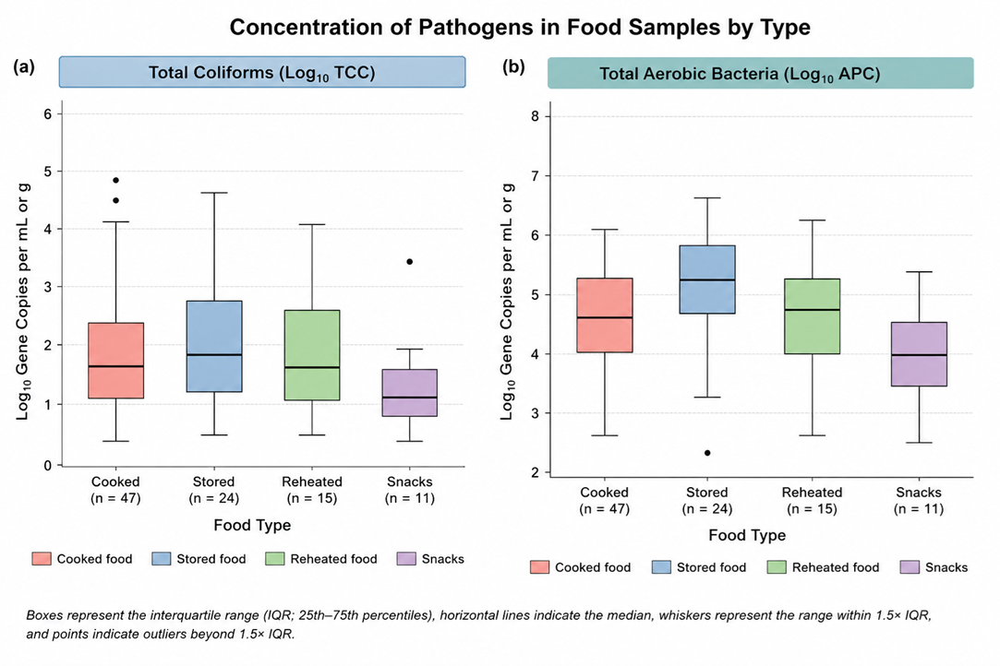 Concentration of Pathogens in Food Samples by Type
(a)
Total Coliforms (Log₁₀ TCC)
Log₁₀ Gene Copies per mL or g
6
5
4
3
2
1
0
Cooked
(n = 47)
Stored
(n = 24)
Reheated
(n = 15)
Snacks
(n = 11)
Food Type
Cooked food
Stored food
Reheated food
Snacks
(b)
Total Aerobic Bacteria (Log₁₀ APC)
Log₁₀ Gene Copies per mL or g
8
7
6
5
4
3
2
Cooked
(n = 47)
Stored
(n = 24)
Reheated
(n = 15)
Snacks
(n = 11)
Food Type
Cooked food
Stored food
Reheated food
Snacks
Boxes represent the interquartile range (IQR; 25th–75th percentiles), horizontal lines indicate the median, whiskers represent the range within 1.5× IQR,
and points indicate outliers beyond 1.5× IQR.